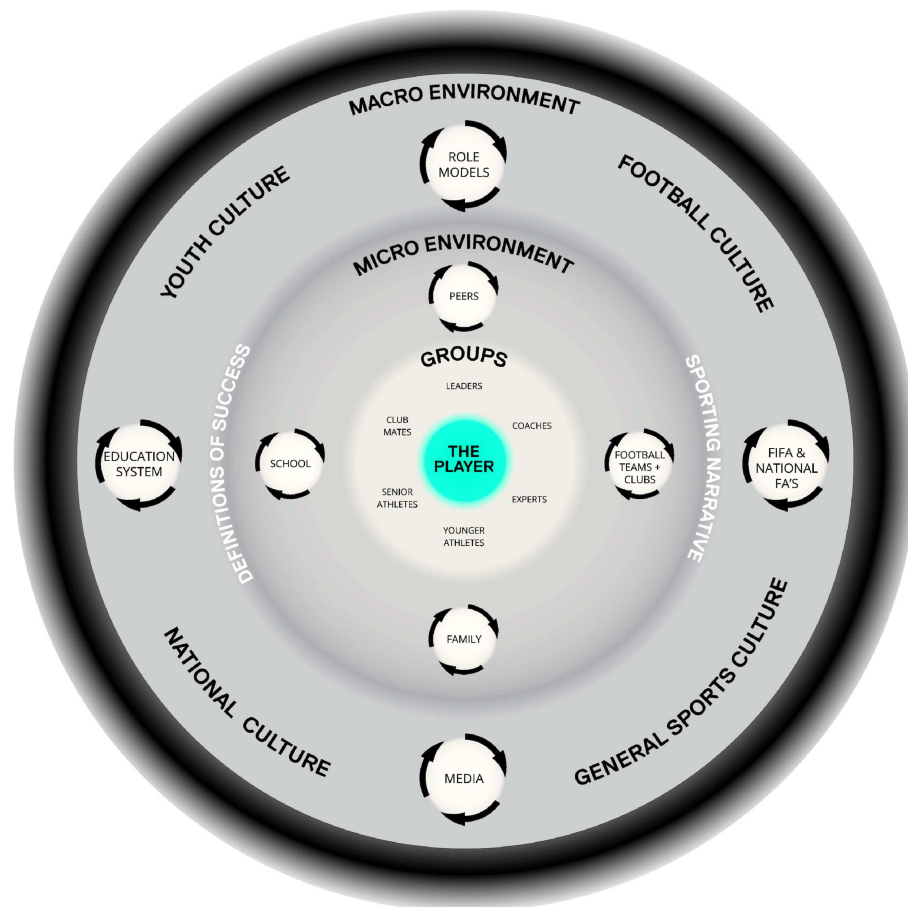 MACRO ENVIRONMENT
ROLE
MODELS
YOUTH CULTURE
FOOTBALL CULTURE
MICRO ENVIRONMENT
PEERS
GROUPS
LEADERS
CLUB
MATES
COACHES
DEFINITIONS OF SUCCESS
SPORTING NARRATIVE
EDUCATION
SYSTEM
SCHOOL
THE
PLAYER
FOOTBALL
TEAMS +
CLUBS
FIFA &
NATIONAL
FA'S
SENIOR
ATHLETES
EXPERTS
YOUNGER
ATHLETES
FAMILY
NATIONAL CULTURE
GENERAL SPORTS CULTURE
MEDIA